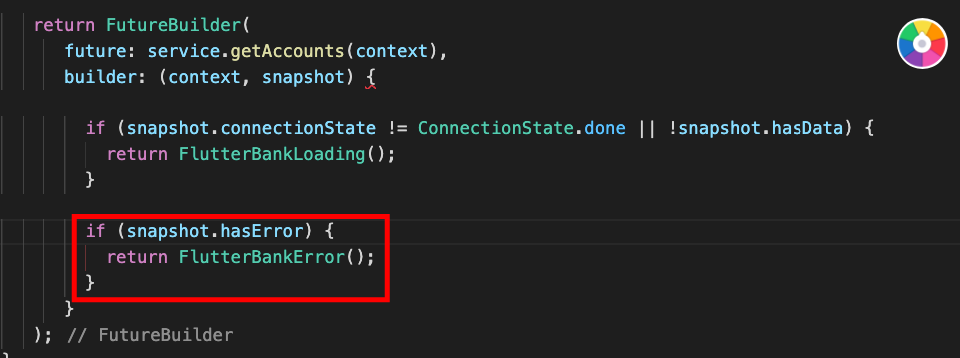 return FutureBuilder(
future: service.getAccounts(context),
builder: (context, snapshot) {
if (snapshot.connectionState != ConnectionState.done || !snapshot.hasData) {
return FlutterBankLoading();
}
if (snapshot.hasError) {
return FlutterBankError();
}
}
); // FutureBuilder
}